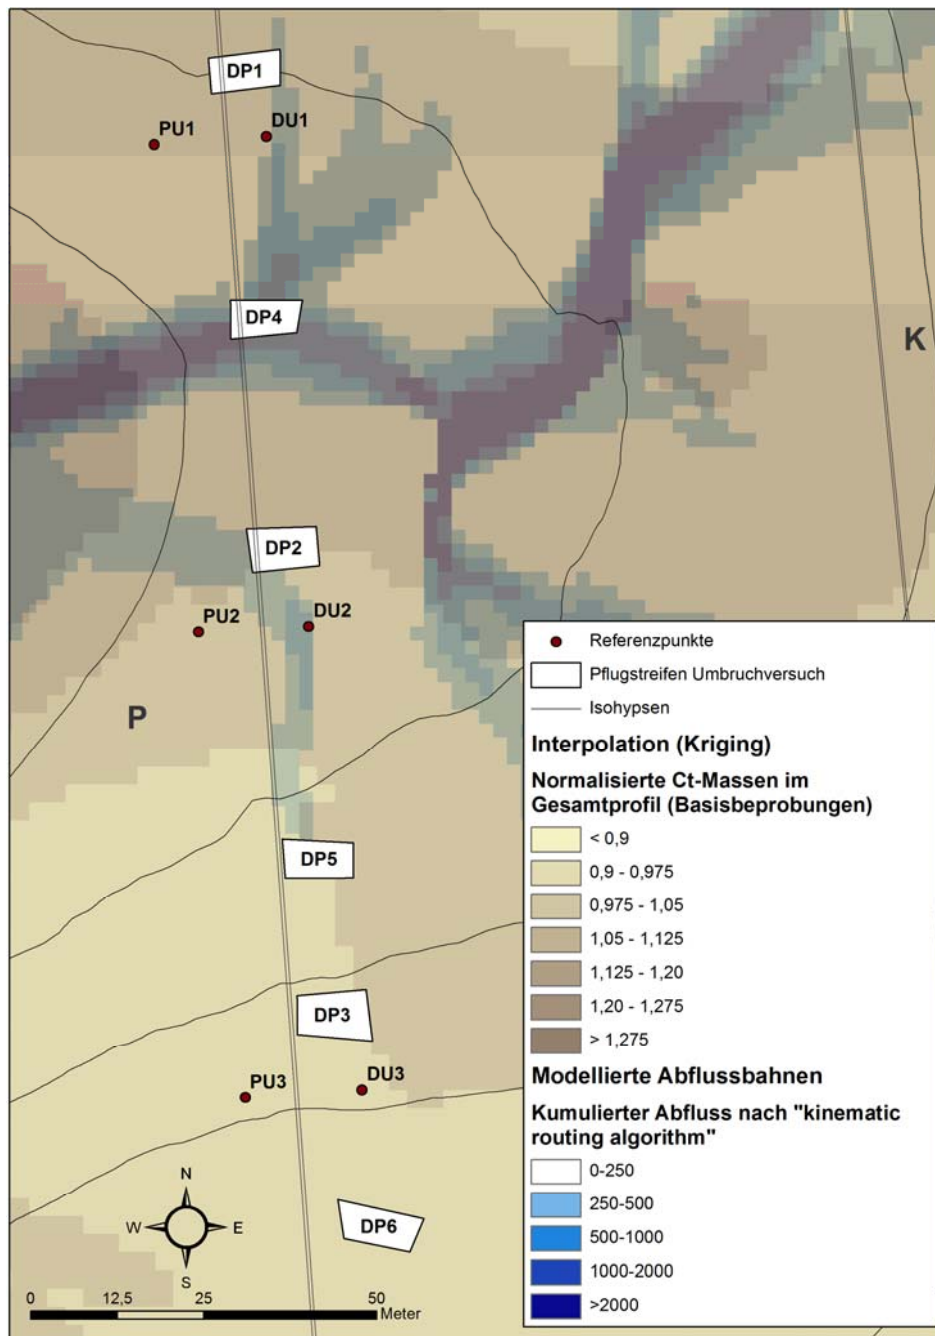 DP1
PU1
DU1
DP4
K
DP2
PU2
DU2
P
DP5
DP3
PU3
DU3
DP6
N
W
E
S
0
12,5
25
50
Meter
Referenzpunkte
Pflugstreifen Umbruchversuch
Isohypsen
Interpolation (Kriging)
Normalisierte Ct-Massen im
Gesamtprofil (Basisbeprobungen)
< 0,9
0,9 - 0,975
0,975 - 1,05
1,05 - 1,125
1,125 - 1,20
1,20 - 1,275
> 1,275
Modellierte Abflussbahnen
Kumulierter Abfluss nach "kinematic
routing algorithm"
0-250
250-500
500-1000
1000-2000
>2000